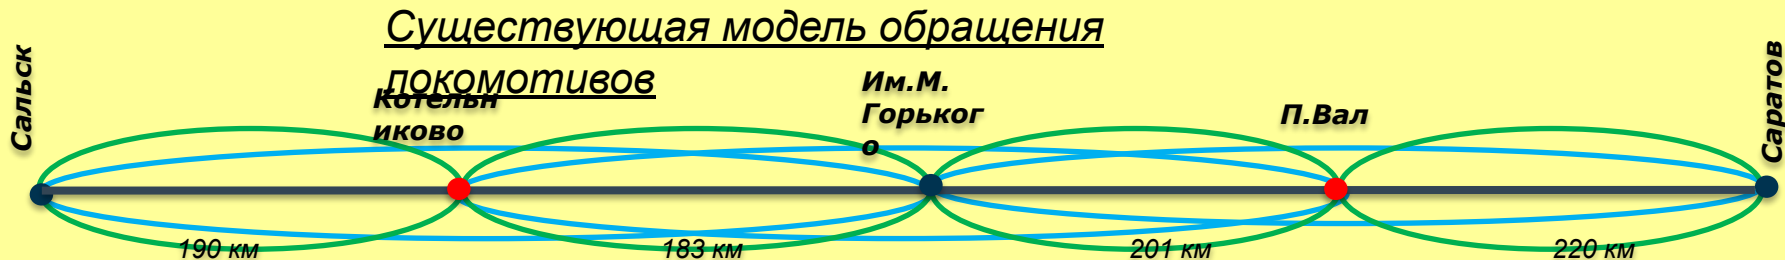 Существующая модель обращения
локомотивов
Сальск
Котельн
иково
Им.М.
Горьког
о
П.Вал
Саратов
190 км
183 км
201 км
220 км